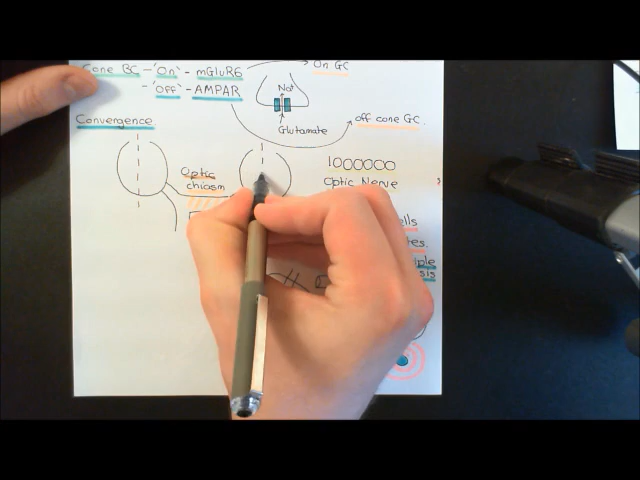 Cone BC - 'On' - mGluR6
On GC
- 'Off' - AMPAR
Na+
Glutamate
off cone GC.
Convergence
1000000
Optic Nerve
Optic
chiasm